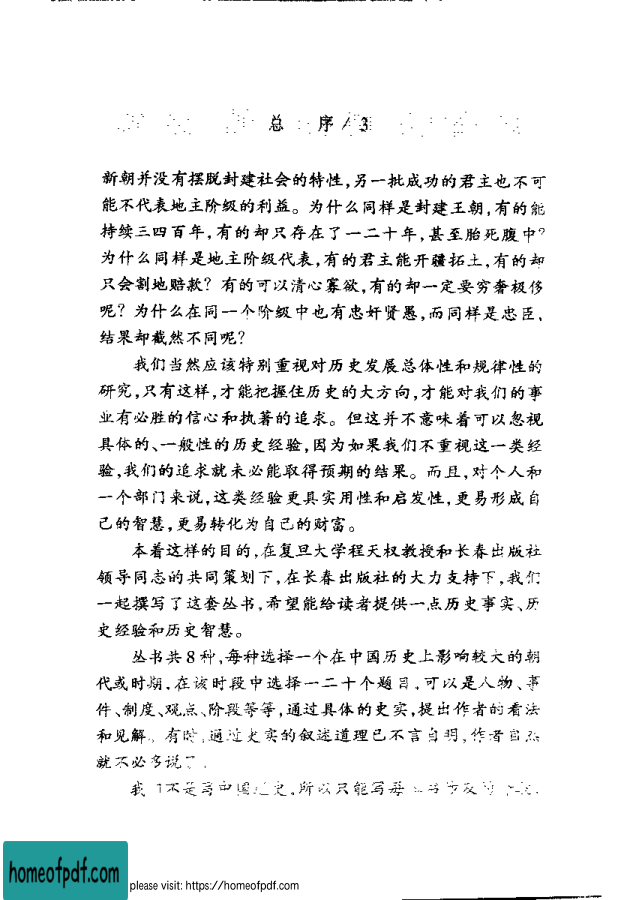 总 序 / 3
新朝并没有摆脱封建社会的特性,另一批成功的君主也不可
能不代表地主阶级的利益。为什么同样是封建王朝,有的能
持续三四百年,有的却只存在了一二十年,甚至胎死腹中?
为什么同样是地主阶级代表,有的君主能开疆拓土,有的却
只会割地赔款?有的可以清心寡欲,有的却一定要穷奢极侈
呢?为什么在同一个阶级中也有忠奸贤愚,而同样是忠臣,
结果却截然不同呢?
我们当然应该特别重视对历史发展总体性和规律性的
研究,只有这样,才能把握住历史的大方向,才能对我们的事
业有必胜的信心和执著的追求。但这并不意味着可以忽视
具体的、一般性的历史经验,因为如果我们不重视这一类经
验,我们的追求就未必能取得预期的结果。而且,对个人和
一个部门来说,这类经验更具实用性和启发性,更易形成自
己的智慧,更易转化为自己的财富。
本着这样的目的,在复旦大学程天权教授和长春出版社
领导同志的共同策划下,在长春出版社的大力支持下,我们
一起撰写了这套丛书,希望能给读者提供一点历史事实、历
史经验和历史智慧。
丛书共8种,每种选择一个在中国历史上影响较大的朝
代或时期,在该时段中选择一二十个题目,可以是人物、事
件、制度、观点、阶段等等,通过具体的史实,提出作者的看法
和见解。有时,通过史实的叙述道理已不言自明,作者自然
就不必多说了。
我们不是写中国通史,所以只能写每
homeofpdf.com
please visit: https://homeofpdf.com